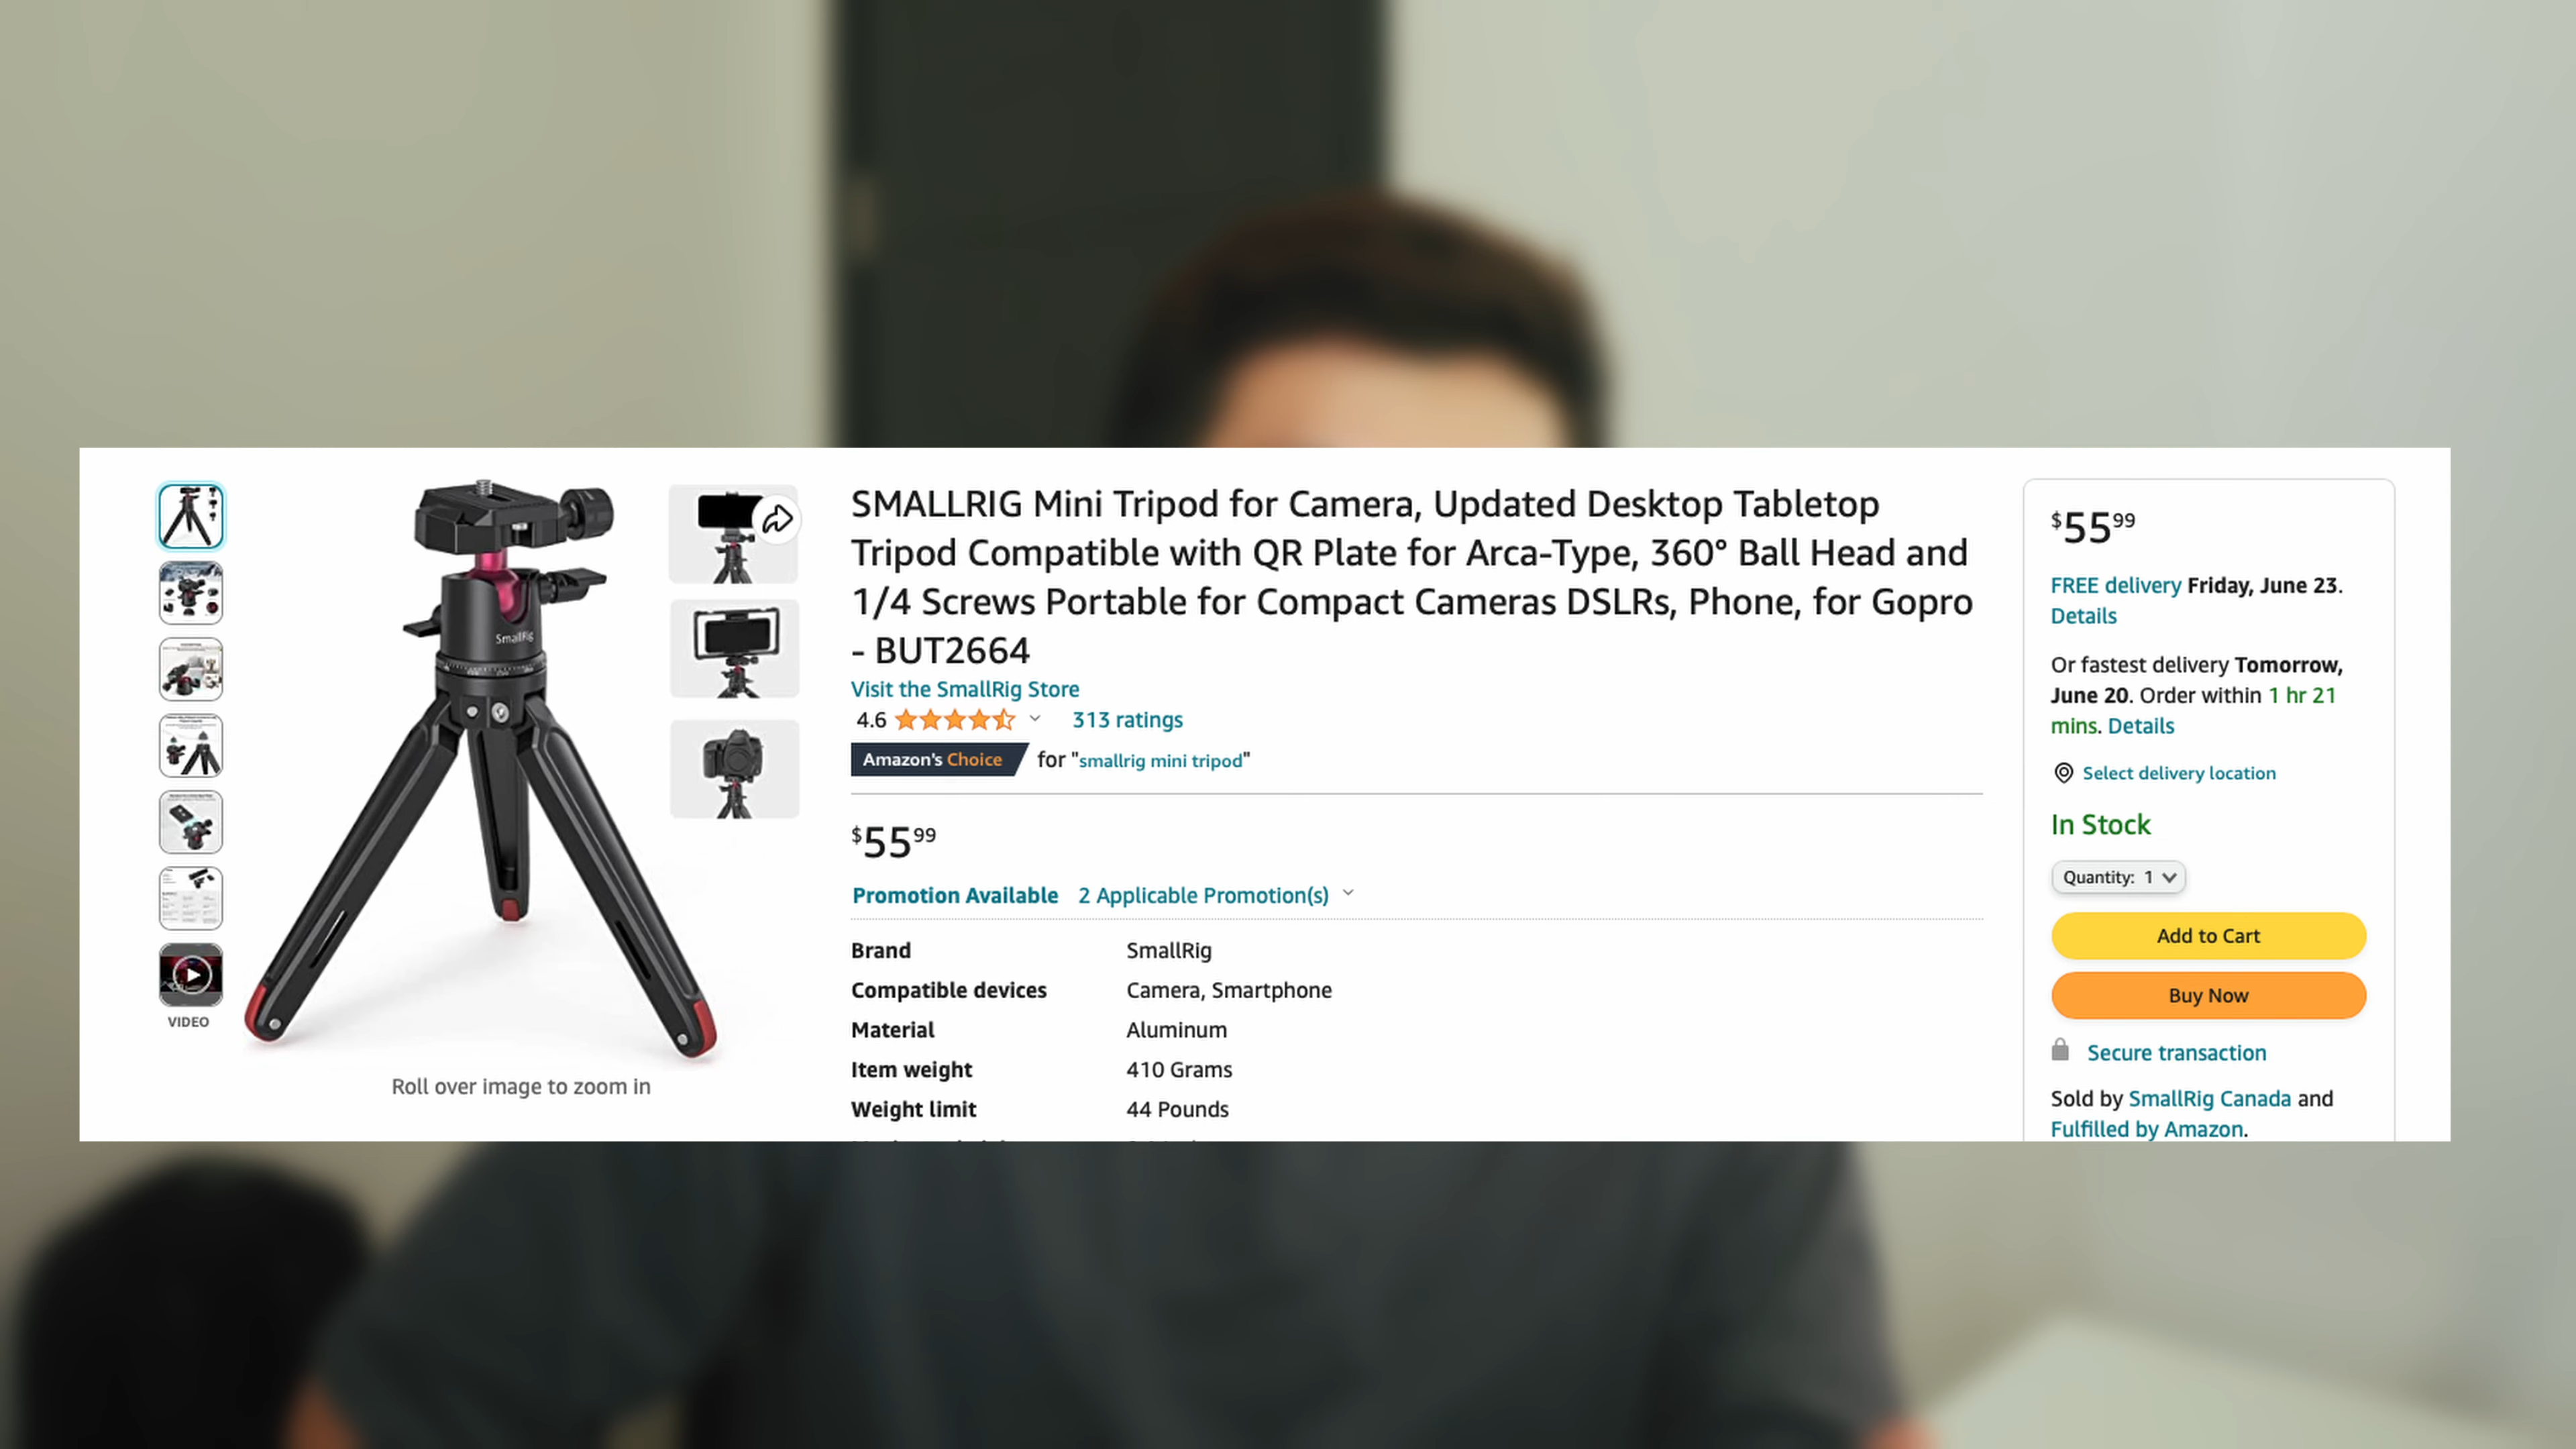 SMALLRIG Mini Tripod for Camera, Updated Desktop Tabletop
Tripod Compatible with QR Plate for Arca-Type, 360° Ball Head and
1/4 Screws Portable for Compact Cameras DSLRs, Phone, for Gopro
- BUT2664
Visit the SmallRig Store
4.6 313 ratings
Amazon's Choice for "smallrig mini tripod"
$55 99
Promotion Available 2 Applicable Promotion(s)
Brand SmallRig
Compatible devices Camera, Smartphone
Material Aluminum
Item weight 410 Grams
Weight limit 44 Pounds
SmallRig
VIDEO
Roll over image to zoom in
$55 99
FREE delivery Friday, June 23.
Details
Or fastest delivery Tomorrow,
June 20. Order within 1 hr 21
mins. Details
Select delivery location
In Stock
Quantity: 1
Add to Cart
Buy Now
Secure transaction
Sold by SmallRig Canada and
Fulfilled by Amazon.